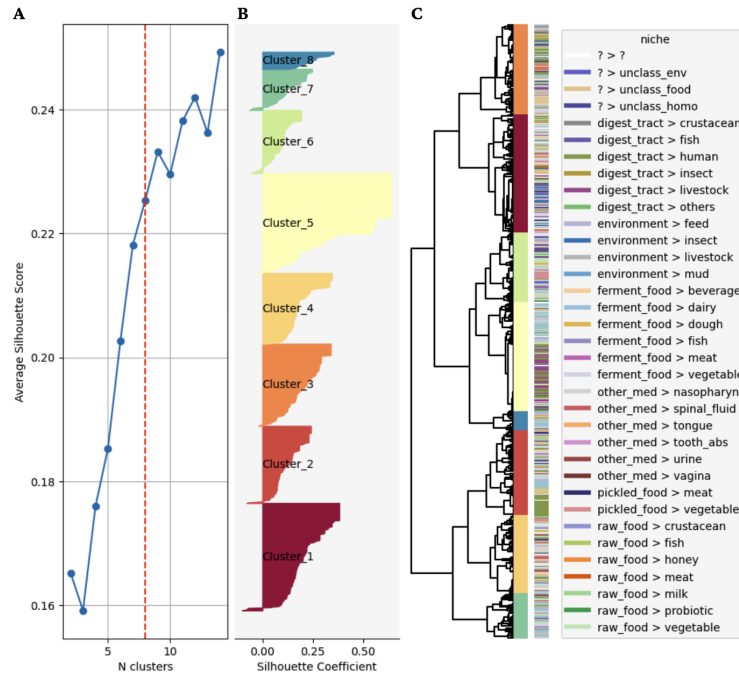 A
B
C
Average Silhouette Score
0.24
0.22
0.20
0.18
0.16
5
10
N clusters
Cluster_8
Cluster_7
Cluster_6
Cluster_5
Cluster_4
Cluster_3
Cluster_2
Cluster_1
0.00
0.25
0.50
Silhouette Coefficient
niche
? > ?
? > unclass_env
? > unclass_food
? > unclass_homo
digest_tract > crustacean
digest_tract > fish
digest_tract > human
digest_tract > insect
digest_tract > livestock
digest_tract > others
environment > feed
environment > insect
environment > livestock
environment > mud
ferment_food > beverage
ferment_food > dairy
ferment_food > dough
ferment_food > fish
ferment_food > meat
ferment_food > vegetable
other_med > nasopharyn
other_med > spinal_fluid
other_med > tongue
other_med > tooth_abs
other_med > urine
other_med > vagina
pickled_food > meat
pickled_food > vegetable
raw_food > crustacean
raw_food > fish
raw_food > honey
raw_food > meat
raw_food > milk
raw_food > probiotic
raw_food > vegetable